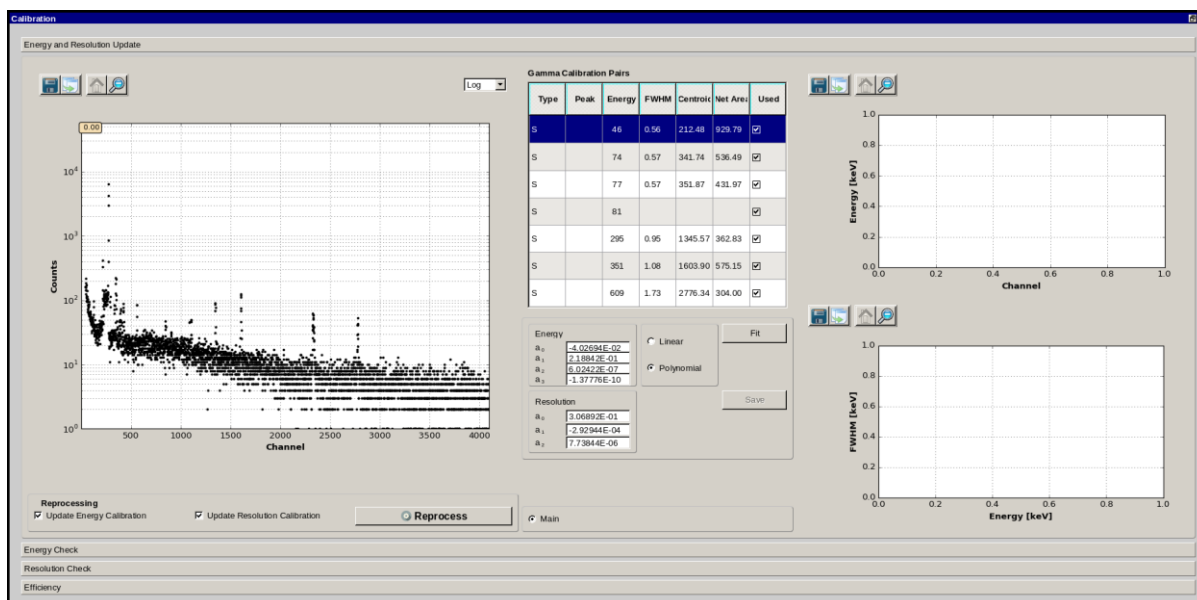 Calibration
Energy and Resolution Update
Log
0.00
10⁴
10³
10²
10¹
10⁰
Counts
500 1000 1500 2000 2500 3000 3500 4000
Channel
Reprocessing
Update Energy Calibration Update Resolution Calibration Reprocess
Gamma Calibration Pairs
Type Peak Energy FWHM Centroid Net Area Used
S 46 0.56 212.48 929.79
S 74 0.57 341.74 536.49
S 77 0.57 351.87 431.97
S 81
S 295 0.95 1345.57 362.83
S 351 1.08 1603.90 575.15
S 609 1.73 2776.34 304.00
Energy
a₀ -4.02694E-02
a₁ 2.18842E-01
a₂ 6.02422E-07
a₃ -1.37776E-10
Linear
Polynomial
Fit
Save
Resolution
a₀ 3.06892E-01
a₁ -2.92944E-04
a₂ 7.73844E-06
Main
1.0
0.8
0.6
0.4
0.2
0.0
Energy [keV]
0.0 0.2 0.4 0.6 0.8 1.0
Channel
1.0
0.8
0.6
0.4
0.2
0.0
FWHM [keV]
0.0 0.2 0.4 0.6 0.8 1.0
Energy [keV]
Energy Check
Resolution Check
Efficiency